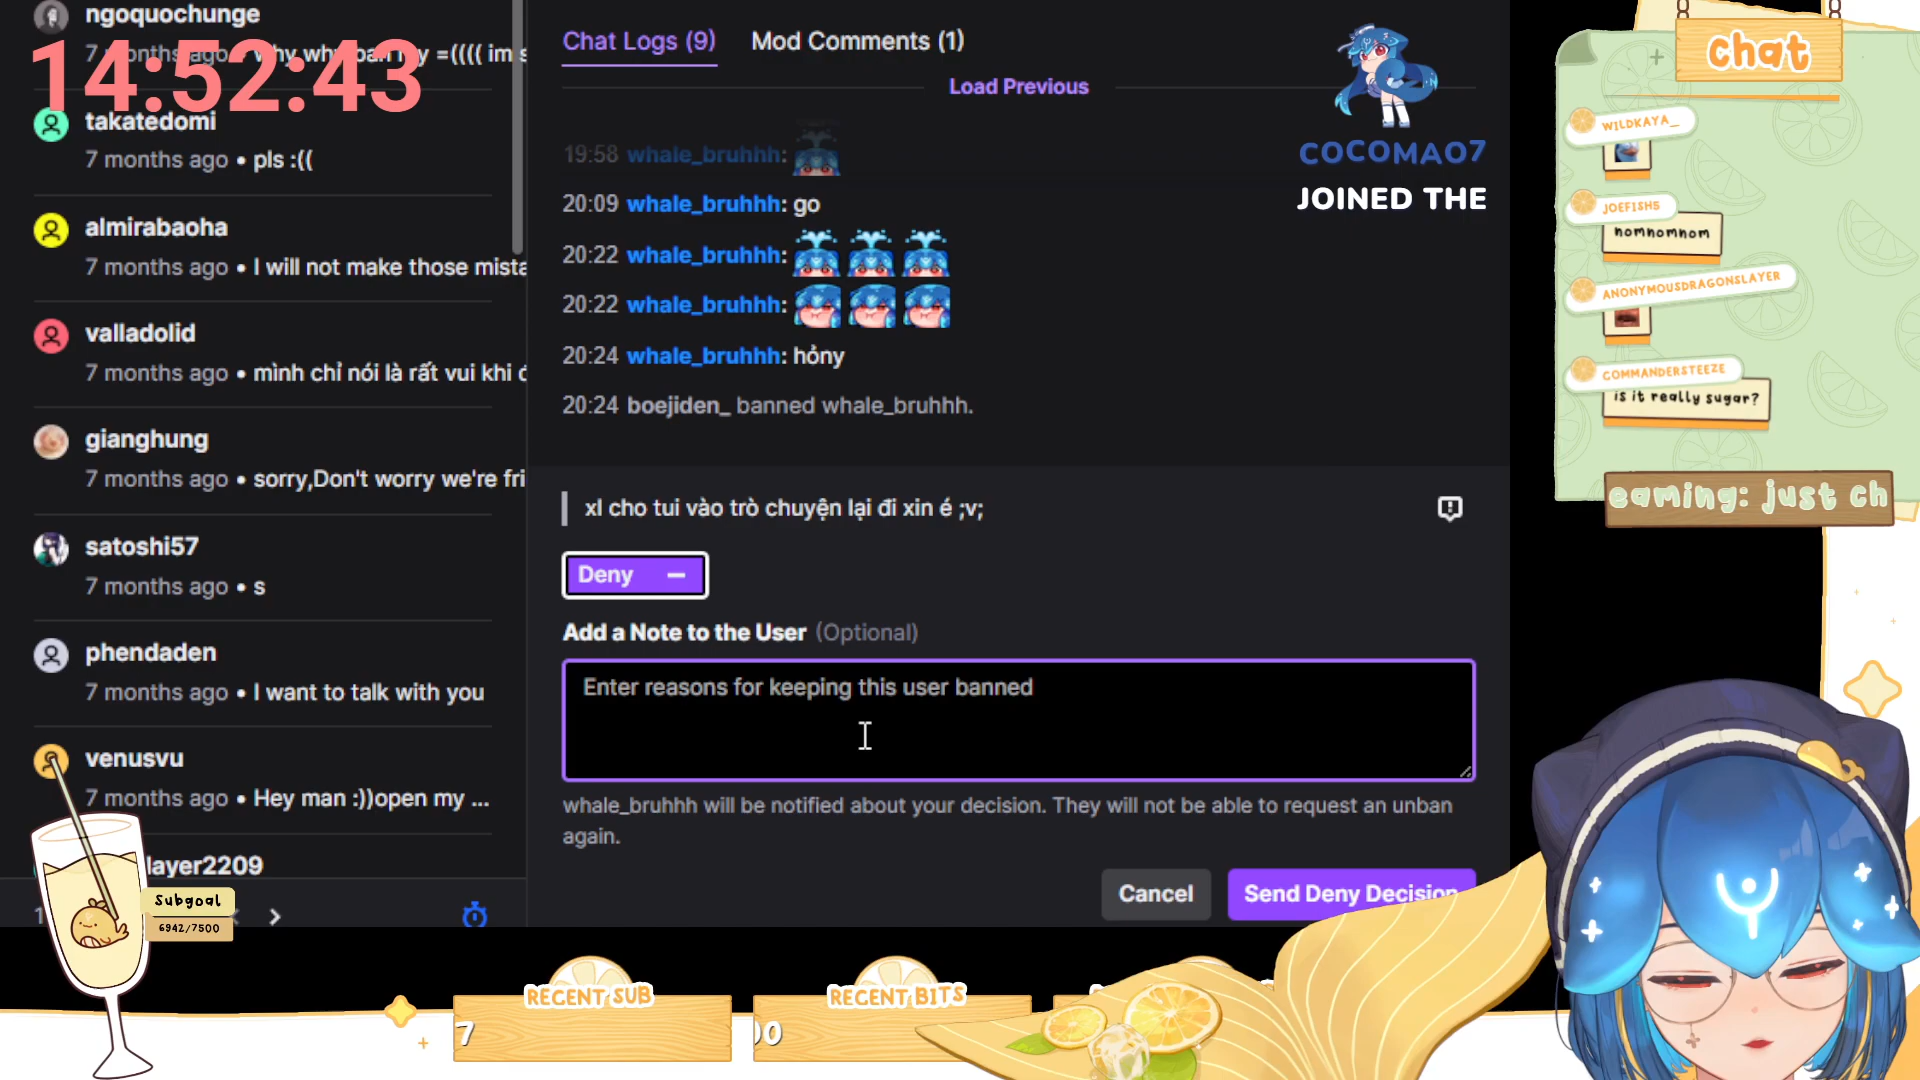 ngoquochunge
14:52:43
takatedomi
7 months ago • pls :((
almirabaoha
7 months ago • I will not make those mista
valladolid
7 months ago • mình chỉ nói là rất vui khi
gianghung
7 months ago • sorry,Don't worry we're fri
satoshi57
7 months ago • s
phendaden
7 months ago • I want to talk with you
venusvu
7 months ago • Hey man :))open my ...
layer2209
Subgoal
6942/7500
Chat Logs (9)
Mod Comments (1)
Load Previous
19:58 whale_bruhhh:
20:09 whale_bruhhh: go
20:22 whale_bruhhh:
20:22 whale_bruhhh:
20:24 whale_bruhhh: hỏny
20:24 boejiden_ banned whale_bruhhh.
xl cho tui vào trò chuyện lại đi xin é ;v;
Deny
Add a Note to the User (Optional)
Enter reasons for keeping this user banned
whale_bruhhh will be notified about your decision. They will not be able to request an unban
again.
Cancel
Send Deny Decision
COCOMAO7
JOINED THE
chat
WILDKAYA_
JOEFISH5
nomnomnom
ANONYMOUSDRAGONSLAYER
COMMANDERSTEEZE
is it really sugar?
eaming: just ch
RECENT SUB
7
RECENT BITS
00